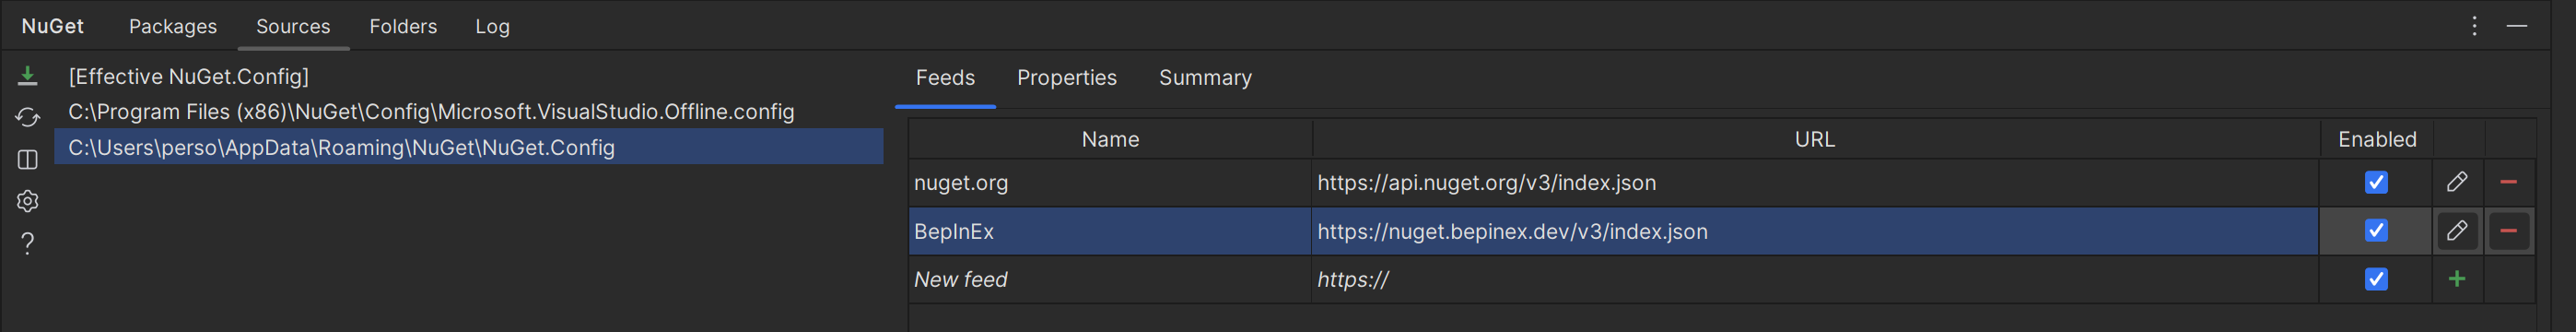 NuGet Packages Sources Folders Log
[Effective NuGet.Config]
C:\Program Files (x86)\NuGet\Config\Microsoft.VisualStudio.Offline.config
C:\Users\perso\AppData\Roaming\NuGet\NuGet.Config
Feeds Properties Summary
Name URL Enabled
nuget.org https://api.nuget.org/v3/index.json
BepInEx https://nuget.bepinex.dev/v3/index.json
New feed https://